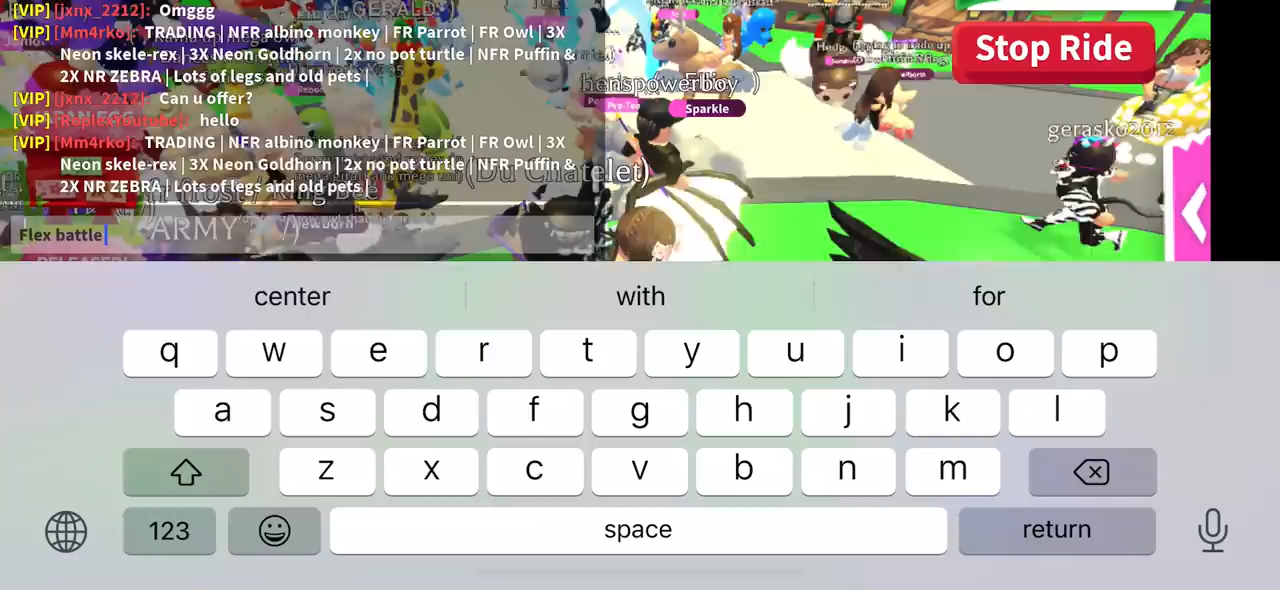 [VIP] [jxnx_2212]: Omggg
[VIP] [Mm4rko]: TRADING | NFR albino monkey | FR Parrot | FR Owl | 3X
Neon skele-rex | 3X Neon Goldhorn | 2x no pot turtle | NFR Puffin &
2X NR ZEBRA | Lots of legs and old pets |
[VIP] [jxnx_2212]: Can u offer?
[VIP] [RoplexYoutube]: hello
[VIP] [Mm4rko]: TRADING | NFR albino monkey | FR Parrot | FR Owl | 3X
Neon skele-rex | 3X Neon Goldhorn | 2x no pot turtle | NFR Puffin &
2X NR ZEBRA | Lots of legs and old pets |
Flex battle
(GERALD)
ARMY
Newborn
Sparkle
Stop Ride
gerasko2012
center with for
q w e r t y u i o p
a s d f g h j k l
z x c v b n m
123 space return